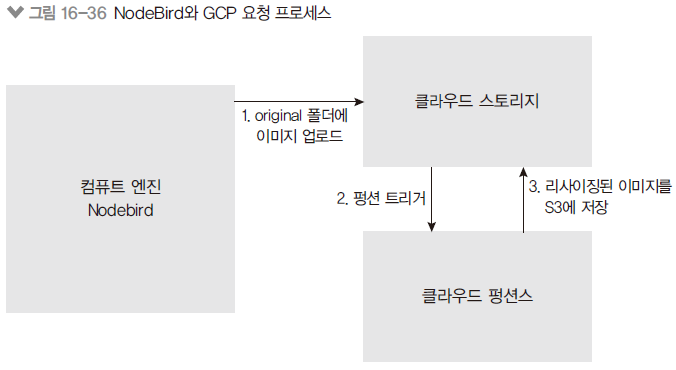 그림 16-36 NodeBird와 GCP 요청 프로세스
컴퓨트 엔진
Nodebird
1. original 폴더에
이미지 업로드
클라우드 스토리지
2. 펑션 트리거
3. 리사이징된 이미지를
S3에 저장
클라우드 펑션스